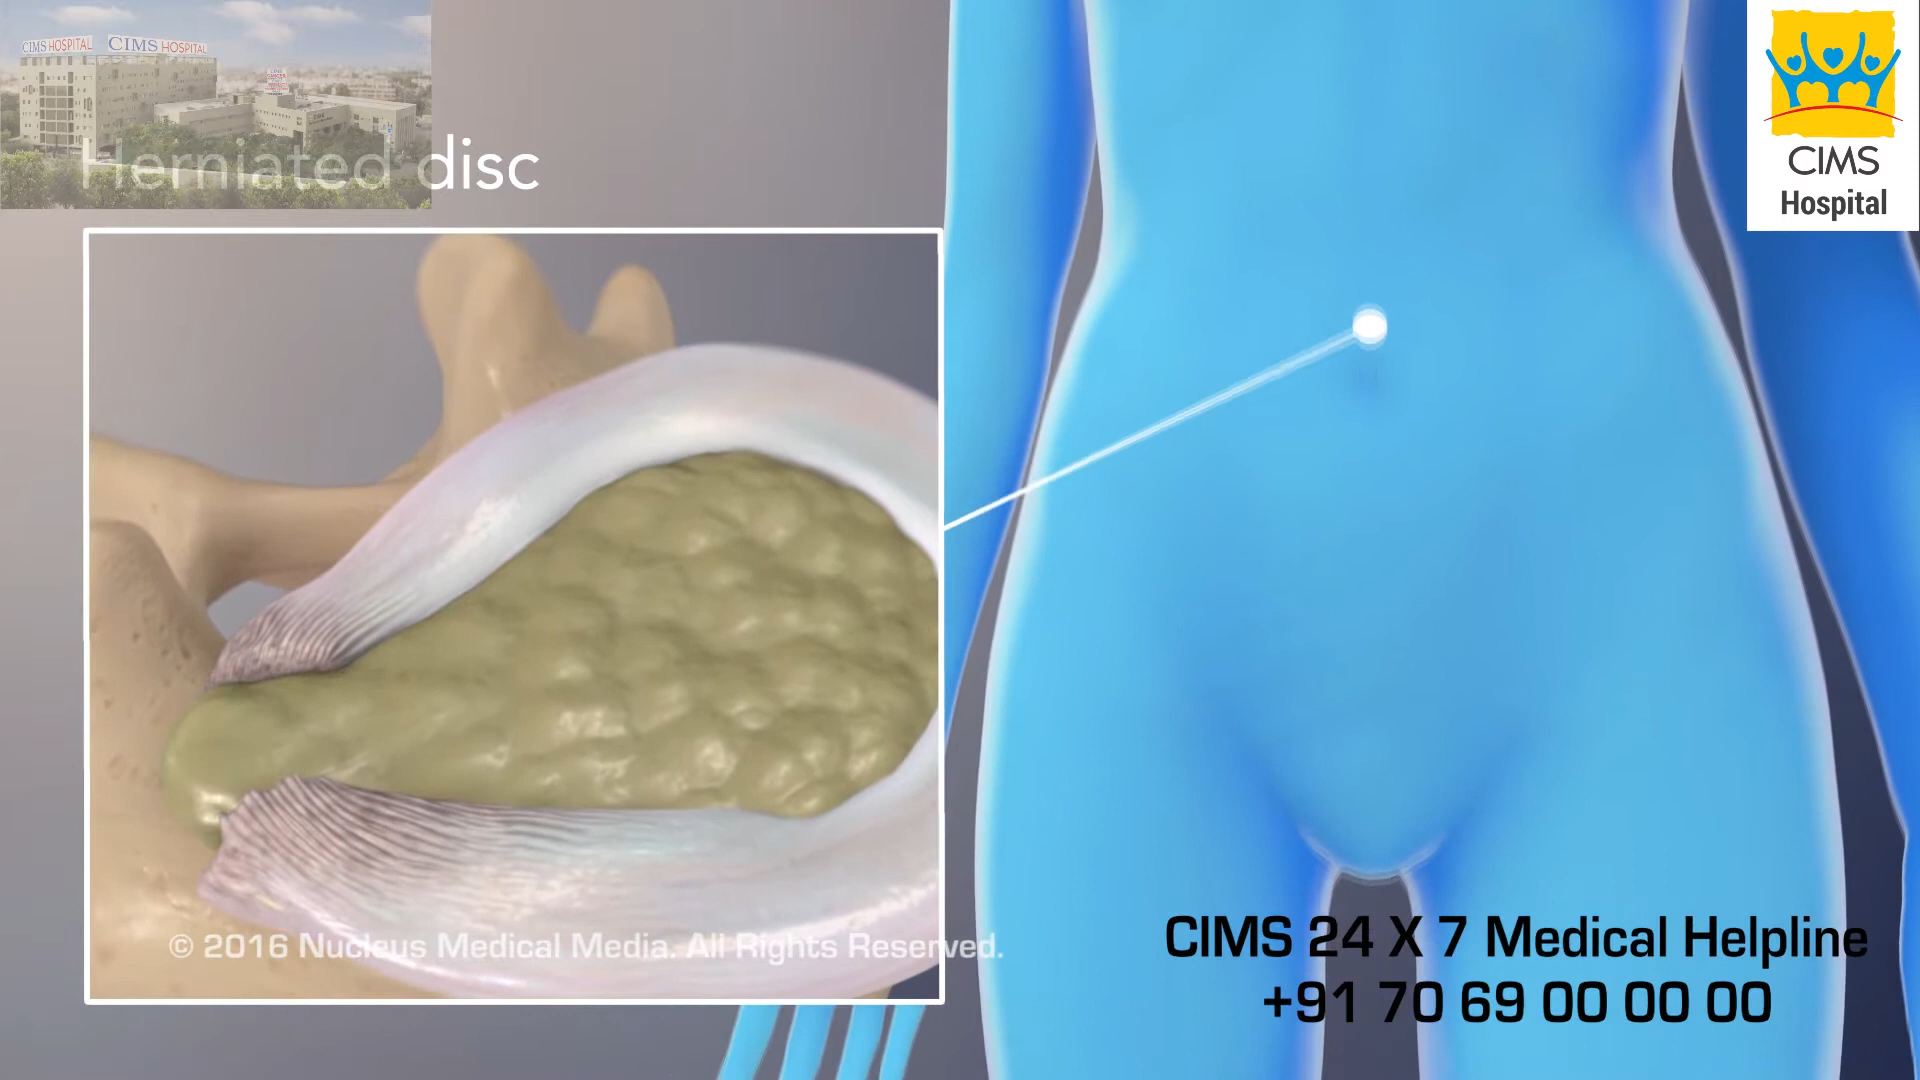 CIMS HOSPITAL CIMS HOSPITAL
Herniated disc
CIMS
Hospital
© 2016 Nucleus Medical Media. All Rights Reserved.
CIMS 24 X 7 Medical Helpline
+91 70 69 00 00 00